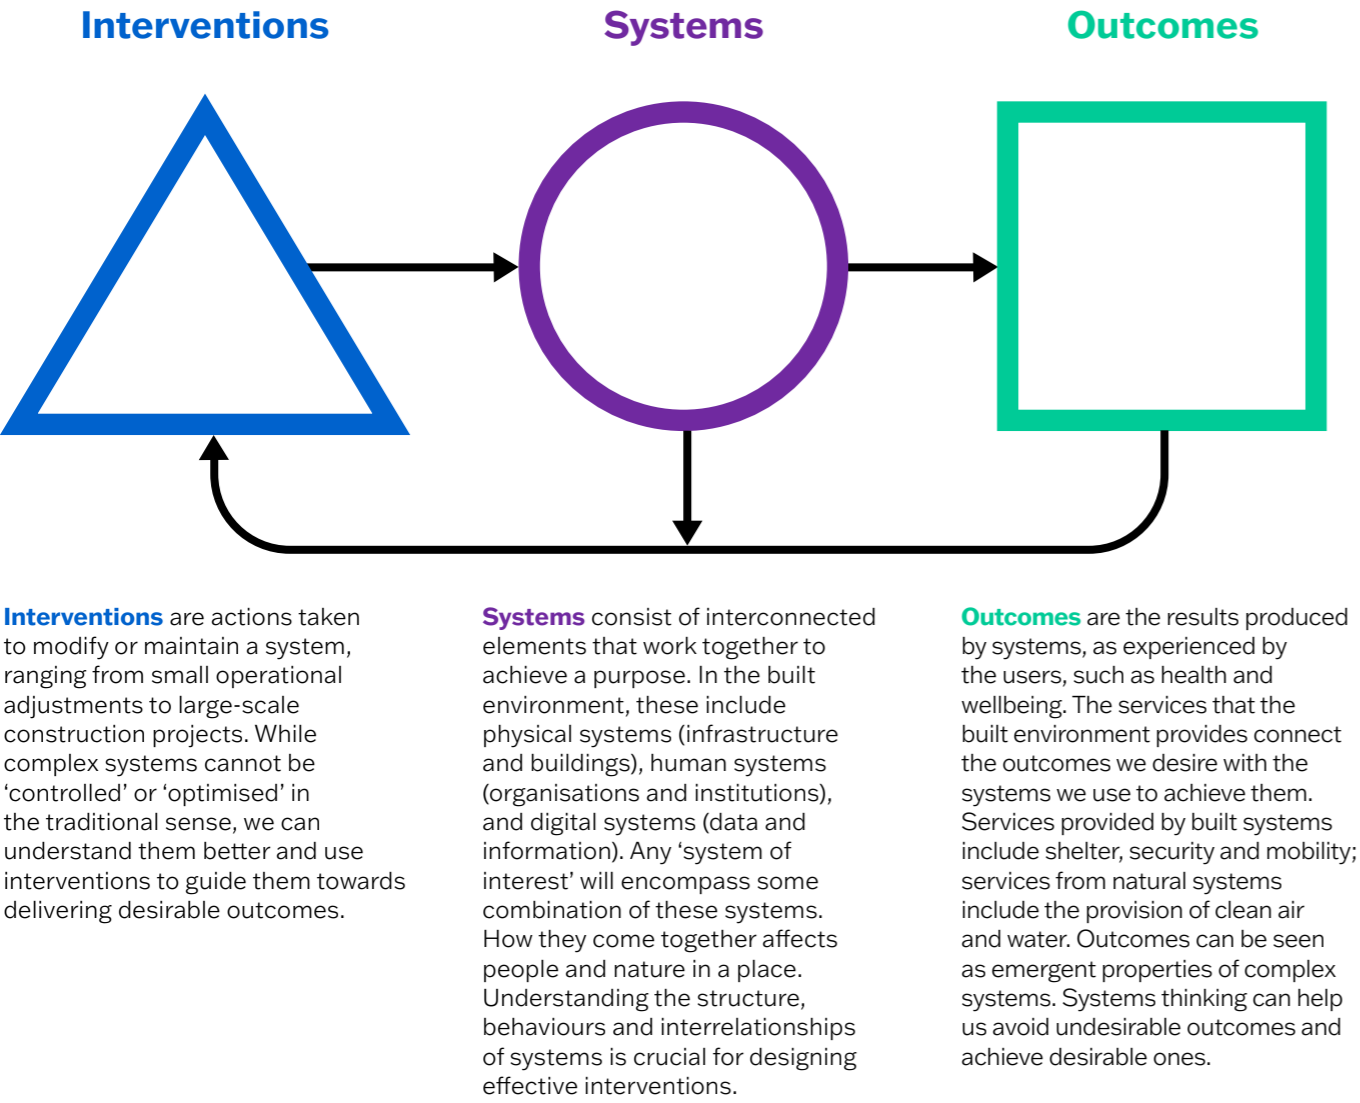 Interventions
Systems
Outcomes
Interventions are actions taken
to modify or maintain a system,
ranging from small operational
adjustments to large-scale
construction projects. While
complex systems cannot be
‘controlled’ or ‘optimised’ in
the traditional sense, we can
understand them better and use
interventions to guide them towards
delivering desirable outcomes.
Systems consist of interconnected
elements that work together to
achieve a purpose. In the built
environment, these include
physical systems (infrastructure
and buildings), human systems
(organisations and institutions),
and digital systems (data and
information). Any ‘system of
interest’ will encompass some
combination of these systems.
How they come together affects
people and nature in a place.
Understanding the structure,
behaviours and interrelationships
of systems is crucial for designing
effective interventions.
Outcomes are the results produced
by systems, as experienced by
the users, such as health and
wellbeing. The services that the
built environment provides connect
the outcomes we desire with the
systems we use to achieve them.
Services provided by built systems
include shelter, security and mobility;
services from natural systems
include the provision of clean air
and water. Outcomes can be seen
as emergent properties of complex
systems. Systems thinking can help
us avoid undesirable outcomes and
achieve desirable ones.